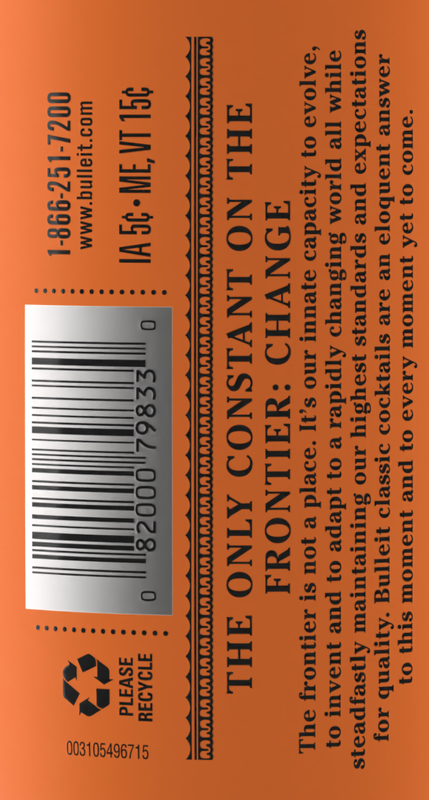 1-866-251-7200
www.bulleit.com
IA 5¢ • ME, VT 15¢
0 82000 79833 0
PLEASE
RECYCLE
003105496715
THE ONLY CONSTANT ON THE
FRONTIER: CHANGE
The frontier is not a place. It's our innate capacity to evolve,
to invent and to adapt to a rapidly changing world all while
steadfastly maintaining our highest standards and expectations
for quality. Bulleit classic cocktails are an eloquent answer
to this moment and to every moment yet to come.